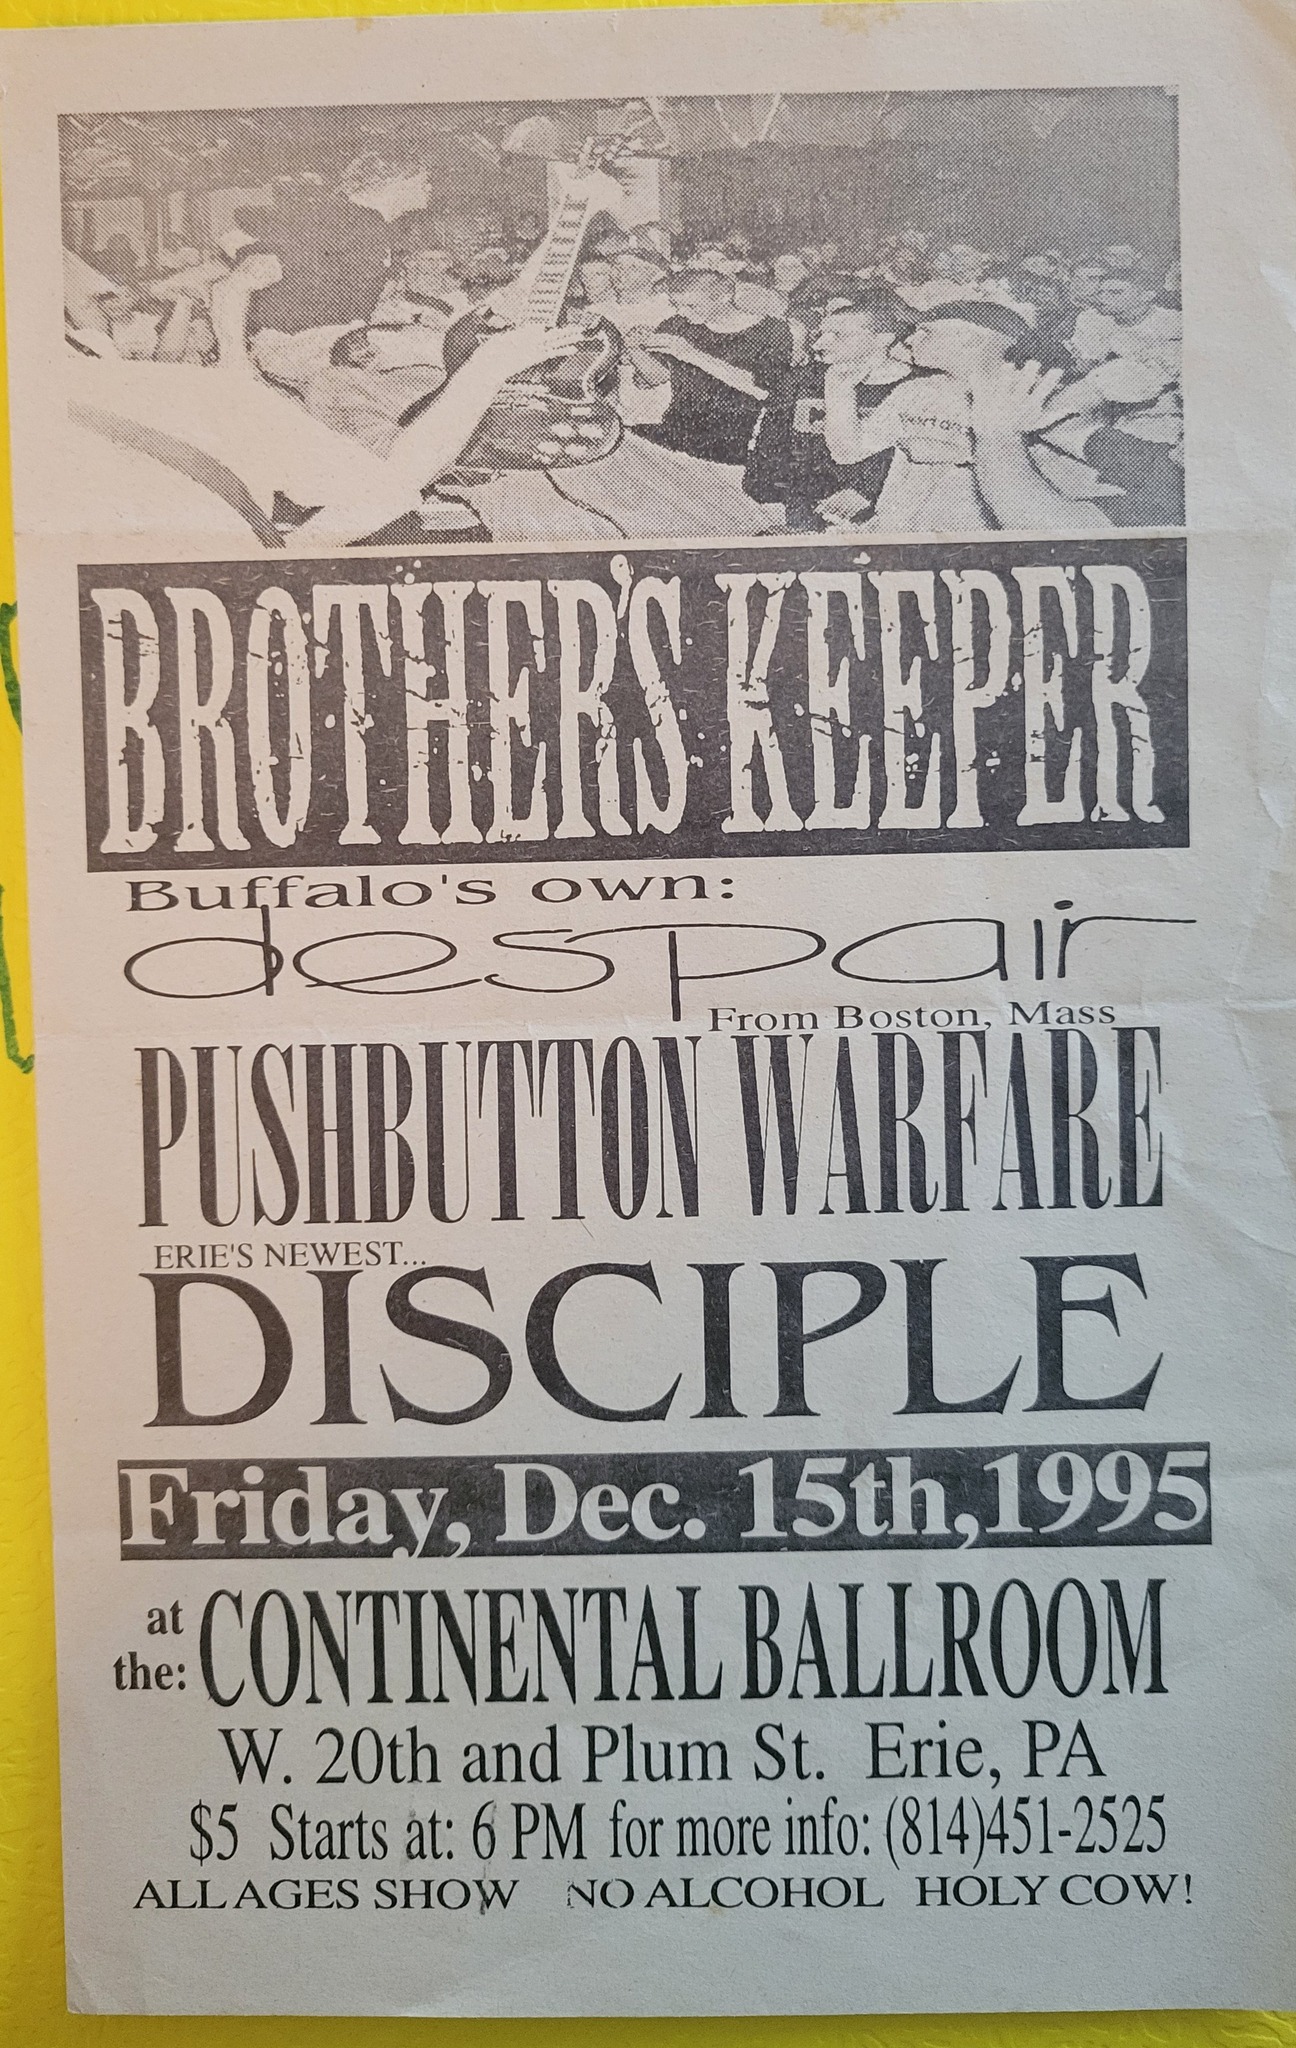 BROTHER'S KEEPER
Buffalo's own:
despair
From Boston, Mass
PUSHBUTTON WARFARE
ERIE'S NEWEST...
DISCIPLE
Friday, Dec. 15th,1995
at the: CONTINENTAL BALLROOM
W. 20th and Plum St. Erie, PA
$5 Starts at: 6 PM for more info: (814)451-2525
ALL AGES SHOW NO ALCOHOL HOLY COW!